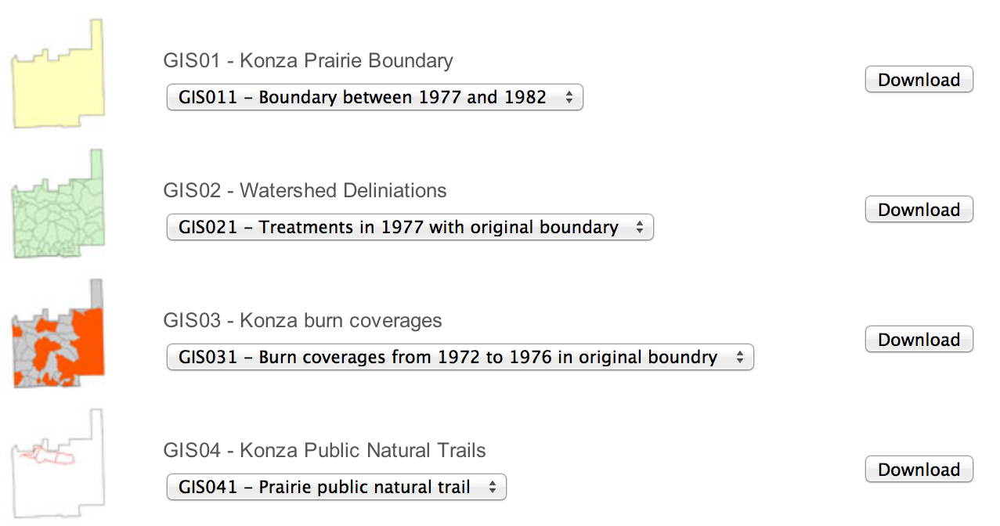 GIS01 - Konza Prairie Boundary
GIS011 – Boundary between 1977 and 1982
Download
GIS02 - Watershed Deliniations
GIS021 – Treatments in 1977 with original boundary
Download
GIS03 - Konza burn coverages
GIS031 – Burn coverages from 1972 to 1976 in original boundry
Download
GIS04 - Konza Public Natural Trails
GIS041 – Prairie public natural trail
Download